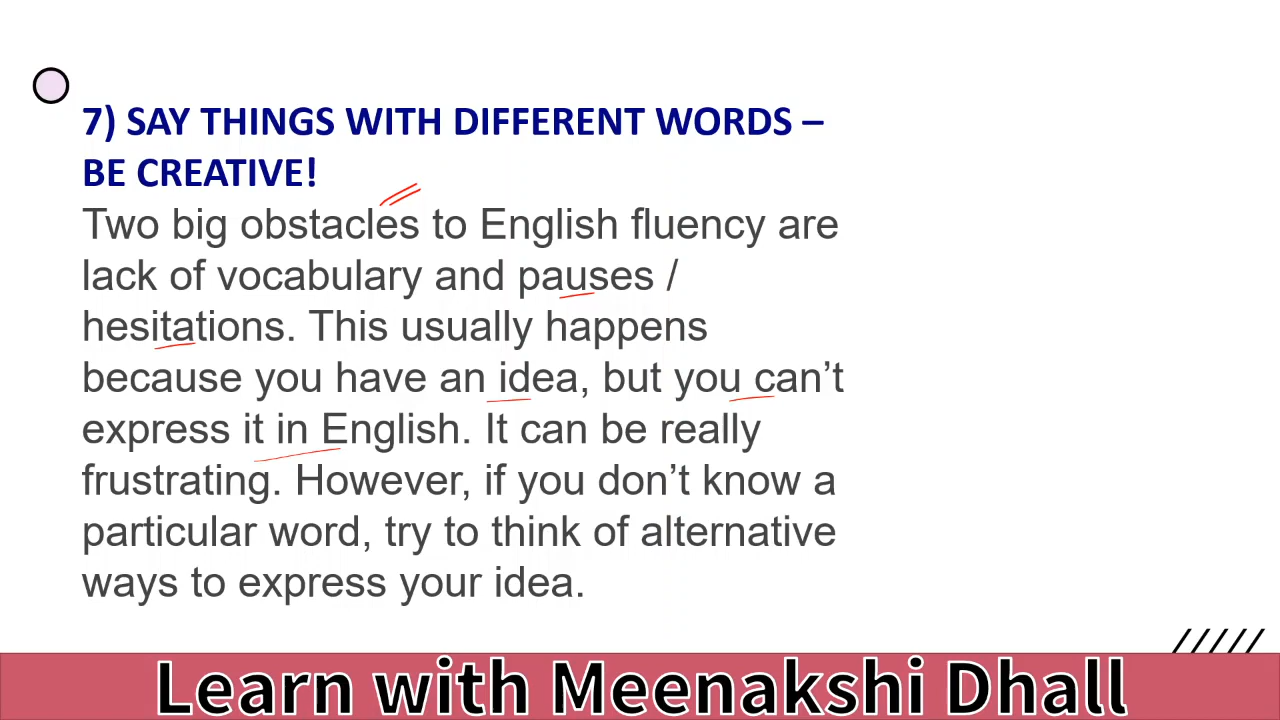 7) SAY THINGS WITH DIFFERENT WORDS –
BE CREATIVE!
Two big obstacles to English fluency are
lack of vocabulary and pauses /
hesitations. This usually happens
because you have an idea, but you can’t
express it in English. It can be really
frustrating. However, if you don’t know a
particular word, try to think of alternative
ways to express your idea.
Learn with Meenakshi Dhall